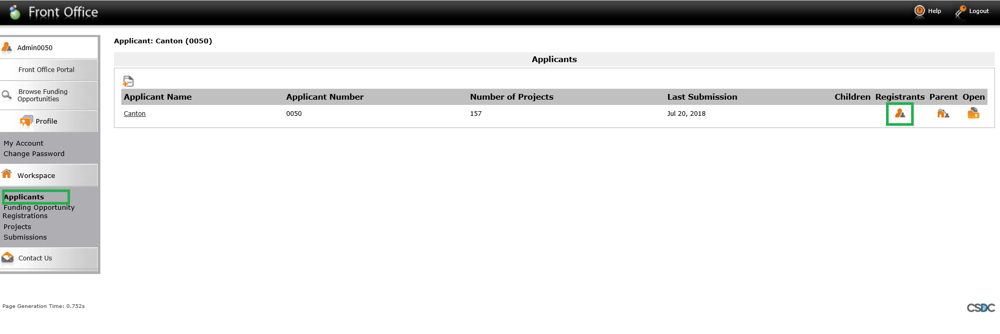 Front Office
Help
Logout
Admin0050
Front Office Portal
Browse Funding
Opportunities
Profile
My Account
Change Password
Workspace
Applicants
Funding Opportunity
Registrations
Projects
Submissions
Contact Us
Applicant: Canton (0050)
Applicants
Applicant Name Applicant Number Number of Projects Last Submission Children Registrants Parent Open
Canton 0050 157 Jul 20, 2018
Page Generation Time: 0.752s
CSDC